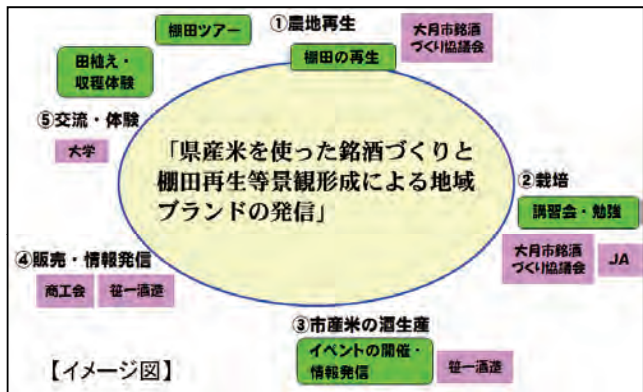 棚田ツアー
①農地再生
棚田の再生
大月市銘酒
づくり協議会
田植え・
収穫体験
⑤交流・体験
大学
「県産米を使った銘酒づくりと
棚田再生等景観形成による地域
ブランドの発信」
②栽培
講習会・勉強
大月市銘酒
づくり協議会
JA
④販売・情報発信
商工会
笹一酒造
③市産米の酒生産
イベントの開催・
情報発信
笹一酒造
【イメージ図】